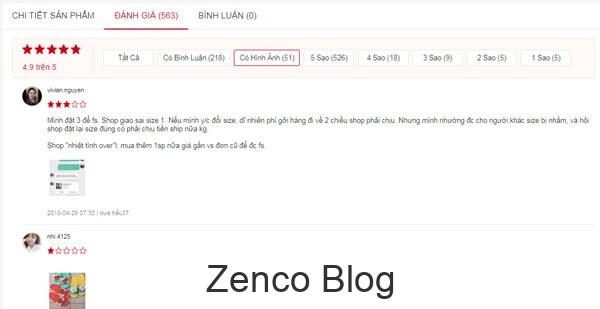 CHI TIẾT SẢN PHẨM ĐÁNH GIÁ (563) BÌNH LUẬN (0)
4.9 trên 5
Tất Cả Có Bình Luận (218) Có Hình Ảnh (51) 5 Sao (526) 4 Sao (18) 3 Sao (9) 2 Sao (5) 1 Sao (5)
vivian.nguyen
Mình đặt 3 để fs. Shop giao sai size 1. Nếu mình y/c đổi size, dĩ nhiên phí gởi hàng đi về 2 chiều shop phải chịu. Nhưng mình nhường đc cho người khác size bị nhầm, và hỏi
shop đặt lại size đúng có phải chịu tiền ship nữa kg
Shop "nhiệt tình over"l: mua thêm 1sp nữa giá gần vs đơn cũ để đc fs.
2018-04-26 07:30 | dưa hấu37
nhi.4125
Zenco Blog